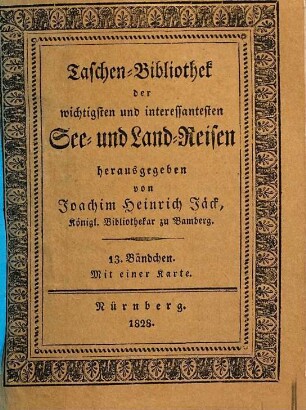 Taschen-Bibliothek
der
wichtigsten und interessantesten
See- und Land-Reisen
herausgegeben
von
Joachim Heinrich Jäck,
Königl. Bibliothekar zu Bamberg.
13. Bändchen.
Mit einer Karte.
Nürnberg.
1828.